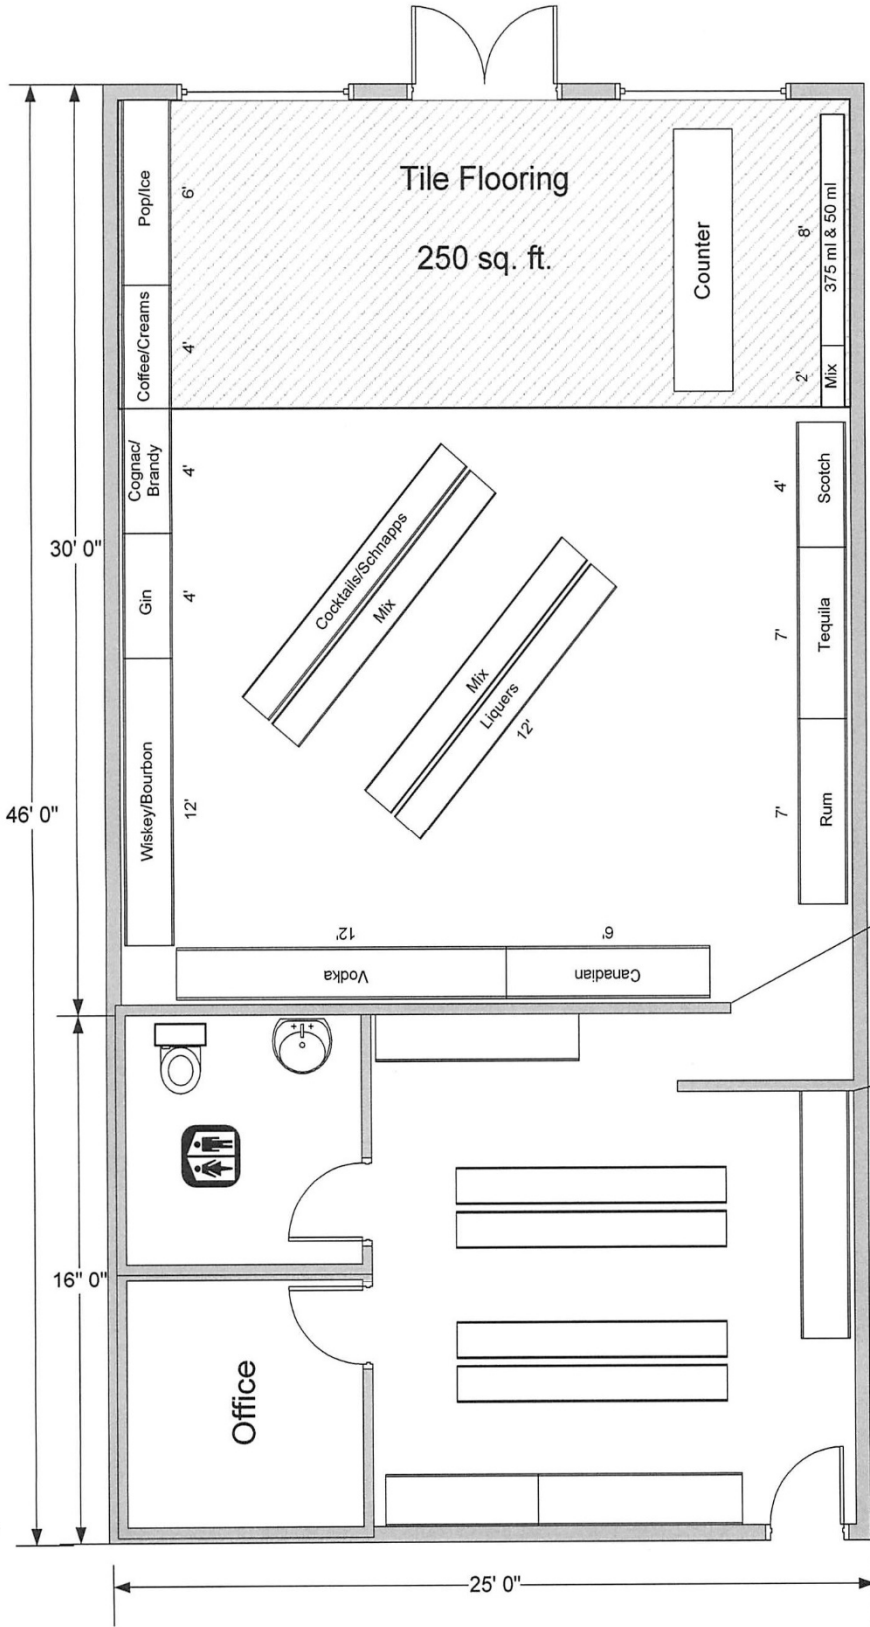 Tile Flooring
250 sq. ft.
Pop/Ice
6'
Coffee/Creams
4'
Counter
375 ml & 50 ml
8'
Mix
2'
Cognac/
Brandy
4'
Gin
4'
Wiskey/Bourbon
12'
Cocktails/Schnapps
Mix
Mix
Liquers
12'
Scotch
4'
Tequila
7'
Rum
7'
Vodka
12'
Canadian
6'
30' 0"
46' 0"
16" 0"
Office
25' 0"